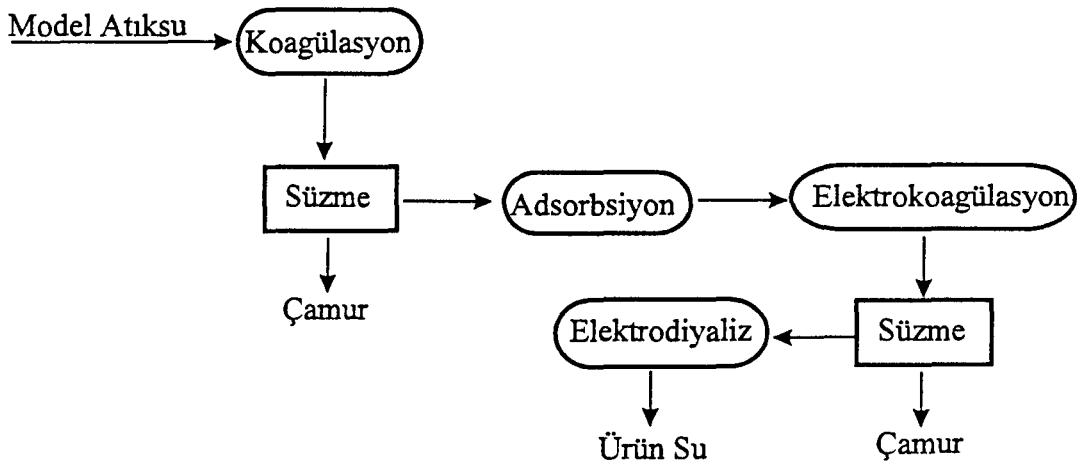 Model Atıksu
Koagülasyon
Süzme
Adsorbsiyon
Elektrokoagülasyon
Çamur
Elektrodiyaliz
Süzme
Ürün Su
Çamur